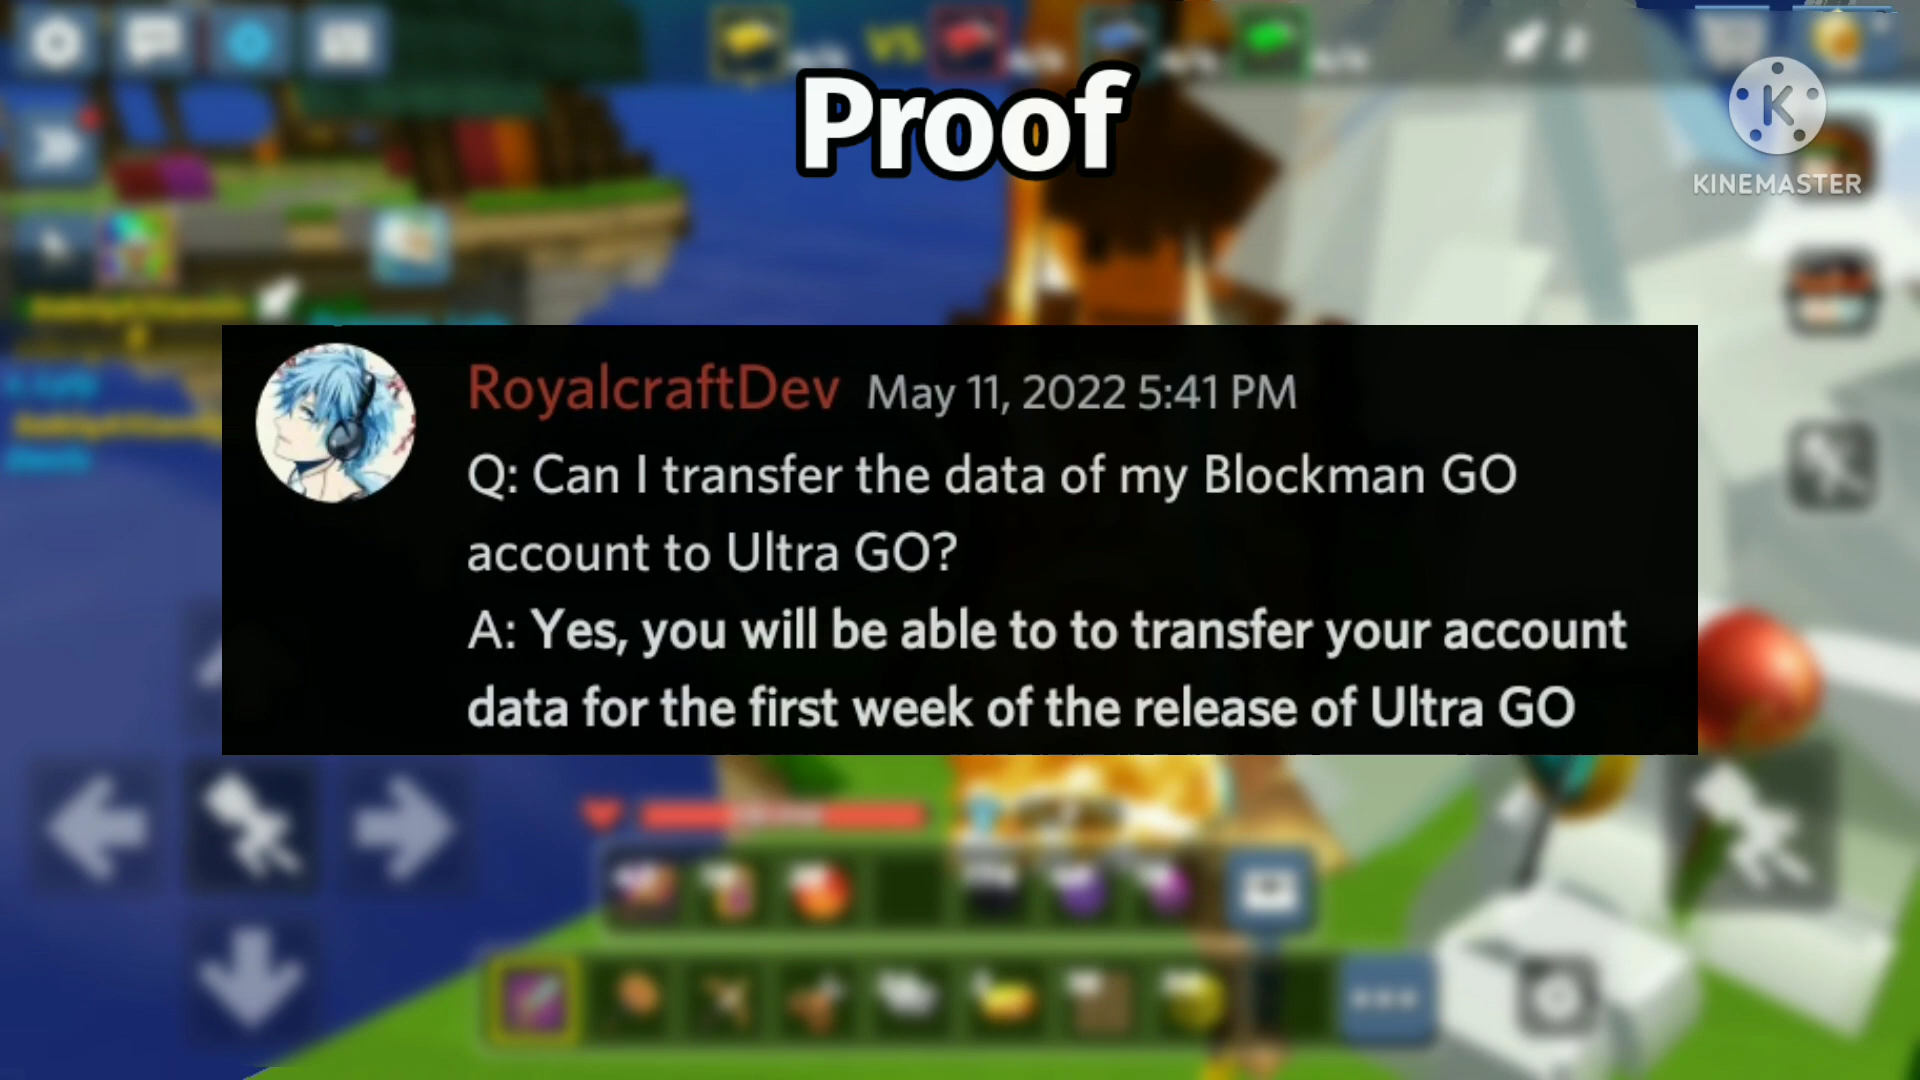 Proof
KINEMASTER
RoyalcraftDev May 11, 2022 5:41 PM
Q: Can I transfer the data of my Blockman GO
account to Ultra GO?
A: Yes, you will be able to to transfer your account
data for the first week of the release of Ultra GO
VS